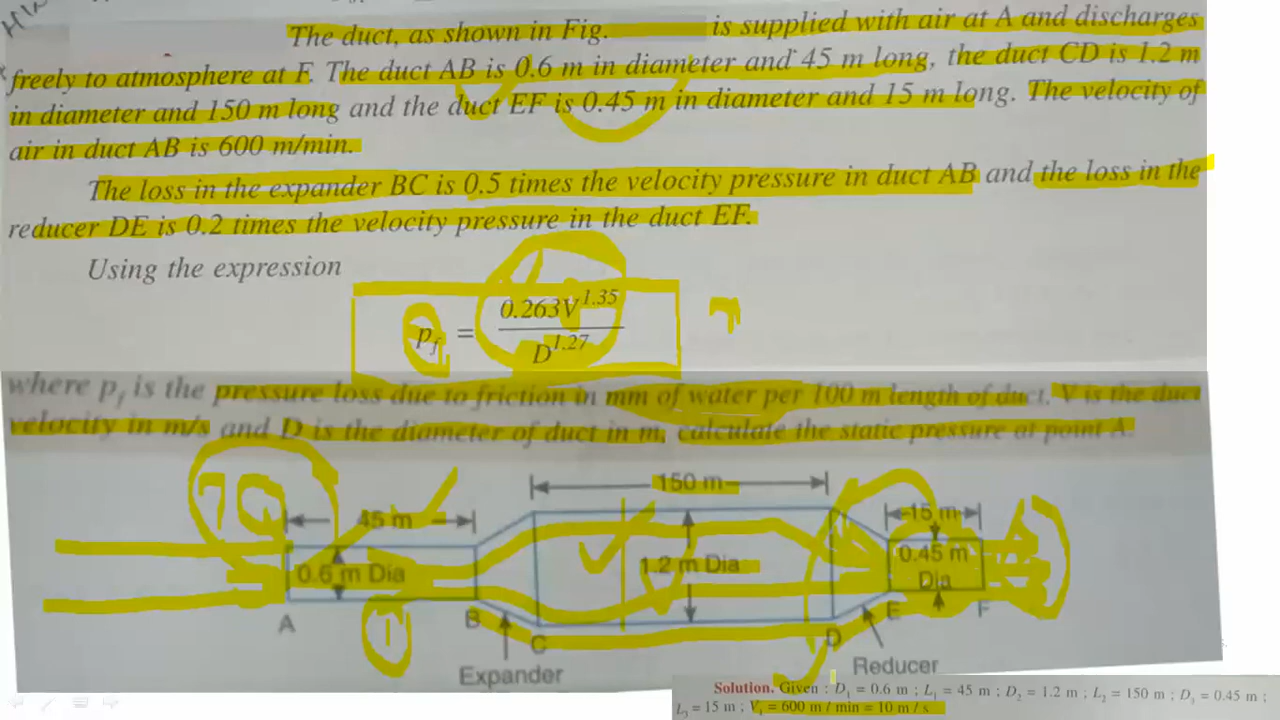 H/W
The duct, as shown in Fig. is supplied with air at A and discharges
freely to atmosphere at F. The duct AB is 0.6 m in diameter and 45 m long, the duct CD is 1.2 m
in diameter and 150 m long and the duct EF is 0.45 m in diameter and 15 m long. The velocity of
air in duct AB is 600 m/min.
The loss in the expander BC is 0.5 times the velocity pressure in duct AB and the loss in the
reducer DE is 0.2 times the velocity pressure in the duct EF.
Using the expression
p_f = 0.263V^1.35 / D^1.27
where p_f is the pressure loss due to friction in mm of water per 100 m length of duct. V is the duct
velocity in m/s and D is the diameter of duct in m, calculate the static pressure at point A.
150 m
45 m
15 m
0.6 m Dia
1.2 m Dia
0.45 m
Dia
1
A
B
C
D
E
F
Expander
Reducer
Solution. Given : D₁ = 0.6 m ; L₁ = 45 m ; D₂ = 1.2 m ; L₂ = 150 m ; D₃ = 0.45 m ;
L₃ = 15 m ; V₁ = 600 m / min = 10 m / s